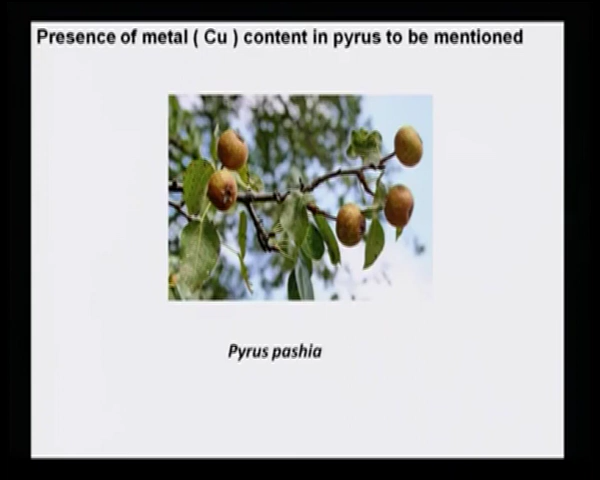 Presence of metal ( Cu ) content in pyrus to be mentioned
Pyrus pashia